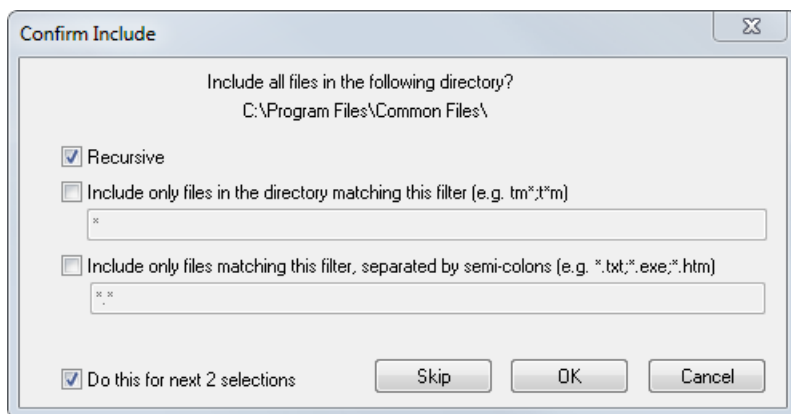 Confirm Include
Include all files in the following directory?
C:\Program Files\Common Files\
Recursive
Include only files in the directory matching this filter (e.g. tm*;t*m)
*
Include only files matching this filter, separated by semi-colons (e.g. *.txt;*.exe;*.htm)
*.*
Do this for next 2 selections
Skip OK Cancel